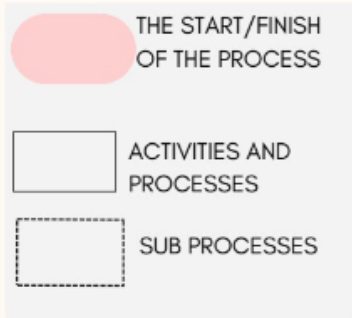 THE START/FINISH
OF THE PROCESS
ACTIVITIES AND
PROCESSES
SUB PROCESSES